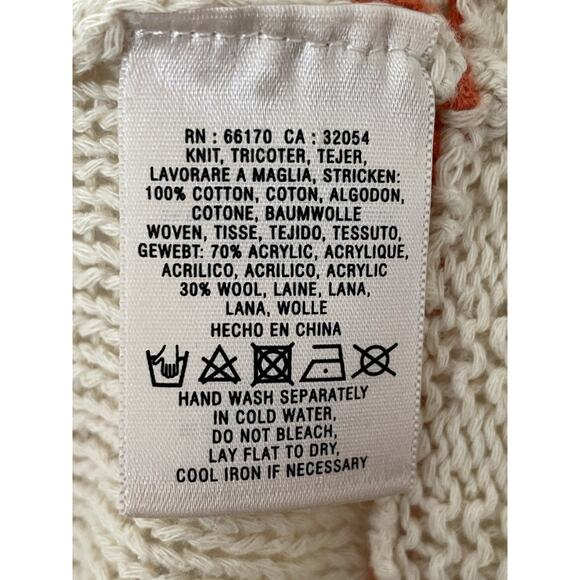 RN : 66170 CA : 32054
KNIT, TRICOTER, TEJER,
LAVORARE A MAGLIA, STRICKEN:
100% COTTON, COTON, ALGODON,
COTONE, BAUMWOLLE
WOVEN, TISSE, TEJIDO, TESSUTO,
GEWEBT: 70% ACRYLIC, ACRYLIQUE,
ACRILICO, ACRILICO, ACRYLIC
30% WOOL, LAINE, LANA,
LANA, WOLLE
HECHO EN CHINA
HAND WASH SEPARATELY
IN COLD WATER,
DO NOT BLEACH,
LAY FLAT TO DRY,
COOL IRON IF NECESSARY